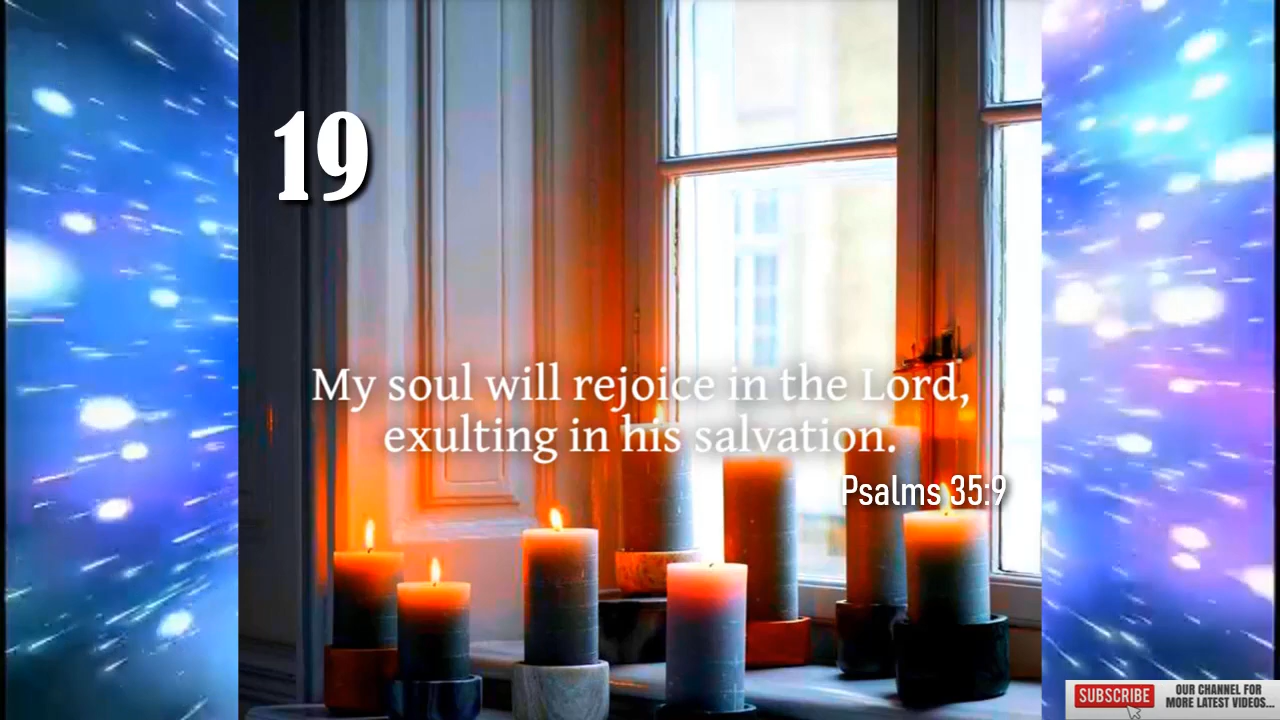 19
My soul will rejoice in the Lord,
exulting in his salvation.
Psalms 35:9
SUBSCRIBE
OUR CHANNEL FOR
MORE LATEST VIDEOS...